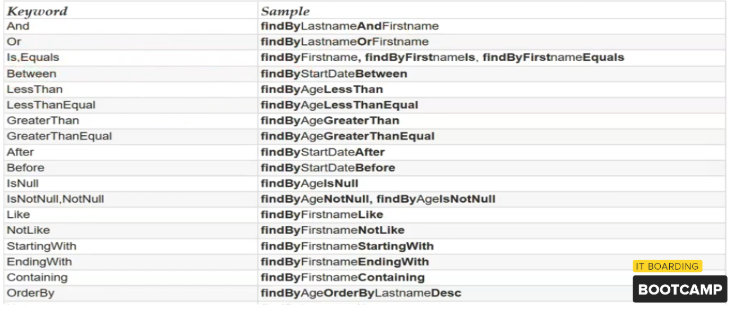 Keyword Sample
And findByLastnameAndFirstname
Or findByLastnameOrFirstname
Is,Equals findByFirstname, findByFirstnameIs, findByFirstnameEquals
Between findByStartDateBetween
LessThan findByAgeLessThan
LessThanEqual findByAgeLessThanEqual
GreaterThan findByAgeGreaterThan
GreaterThanEqual findByAgeGreaterThanEqual
After findByStartDateAfter
Before findByStartDateBefore
IsNull findByAgeIsNull
IsNotNull,NotNull findByAgeNotNull, findByAgeIsNotNull
Like findByFirstnameLike
NotLike findByFirstnameNotLike
StartingWith findByFirstnameStartingWith
EndingWith findByFirstnameEndingWith
Containing findByFirstnameContaining
OrderBy findByAgeOrderByLastnameDesc
IT BOARDING
BOOTCAMP